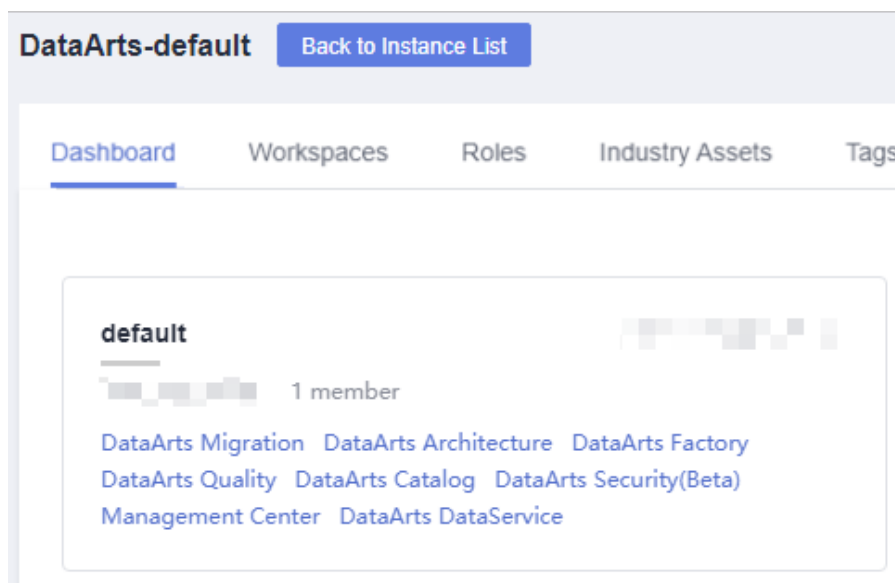 DataArts-default Back to Instance List
Dashboard Workspaces Roles Industry Assets Tags
default
1 member
DataArts Migration DataArts Architecture DataArts Factory
DataArts Quality DataArts Catalog DataArts Security(Beta)
Management Center DataArts DataService